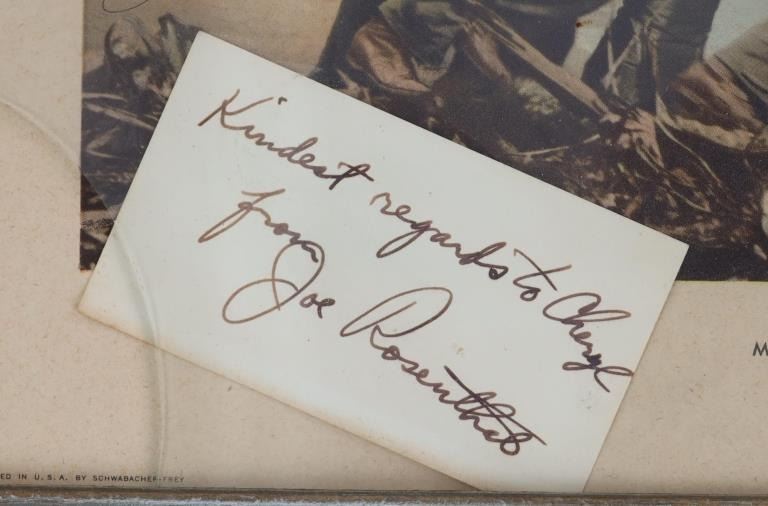 Kindest regards to Cheryl
from
Joe Rosenthal
M
ED IN U.S.A. BY SCHWABACHER-FREY